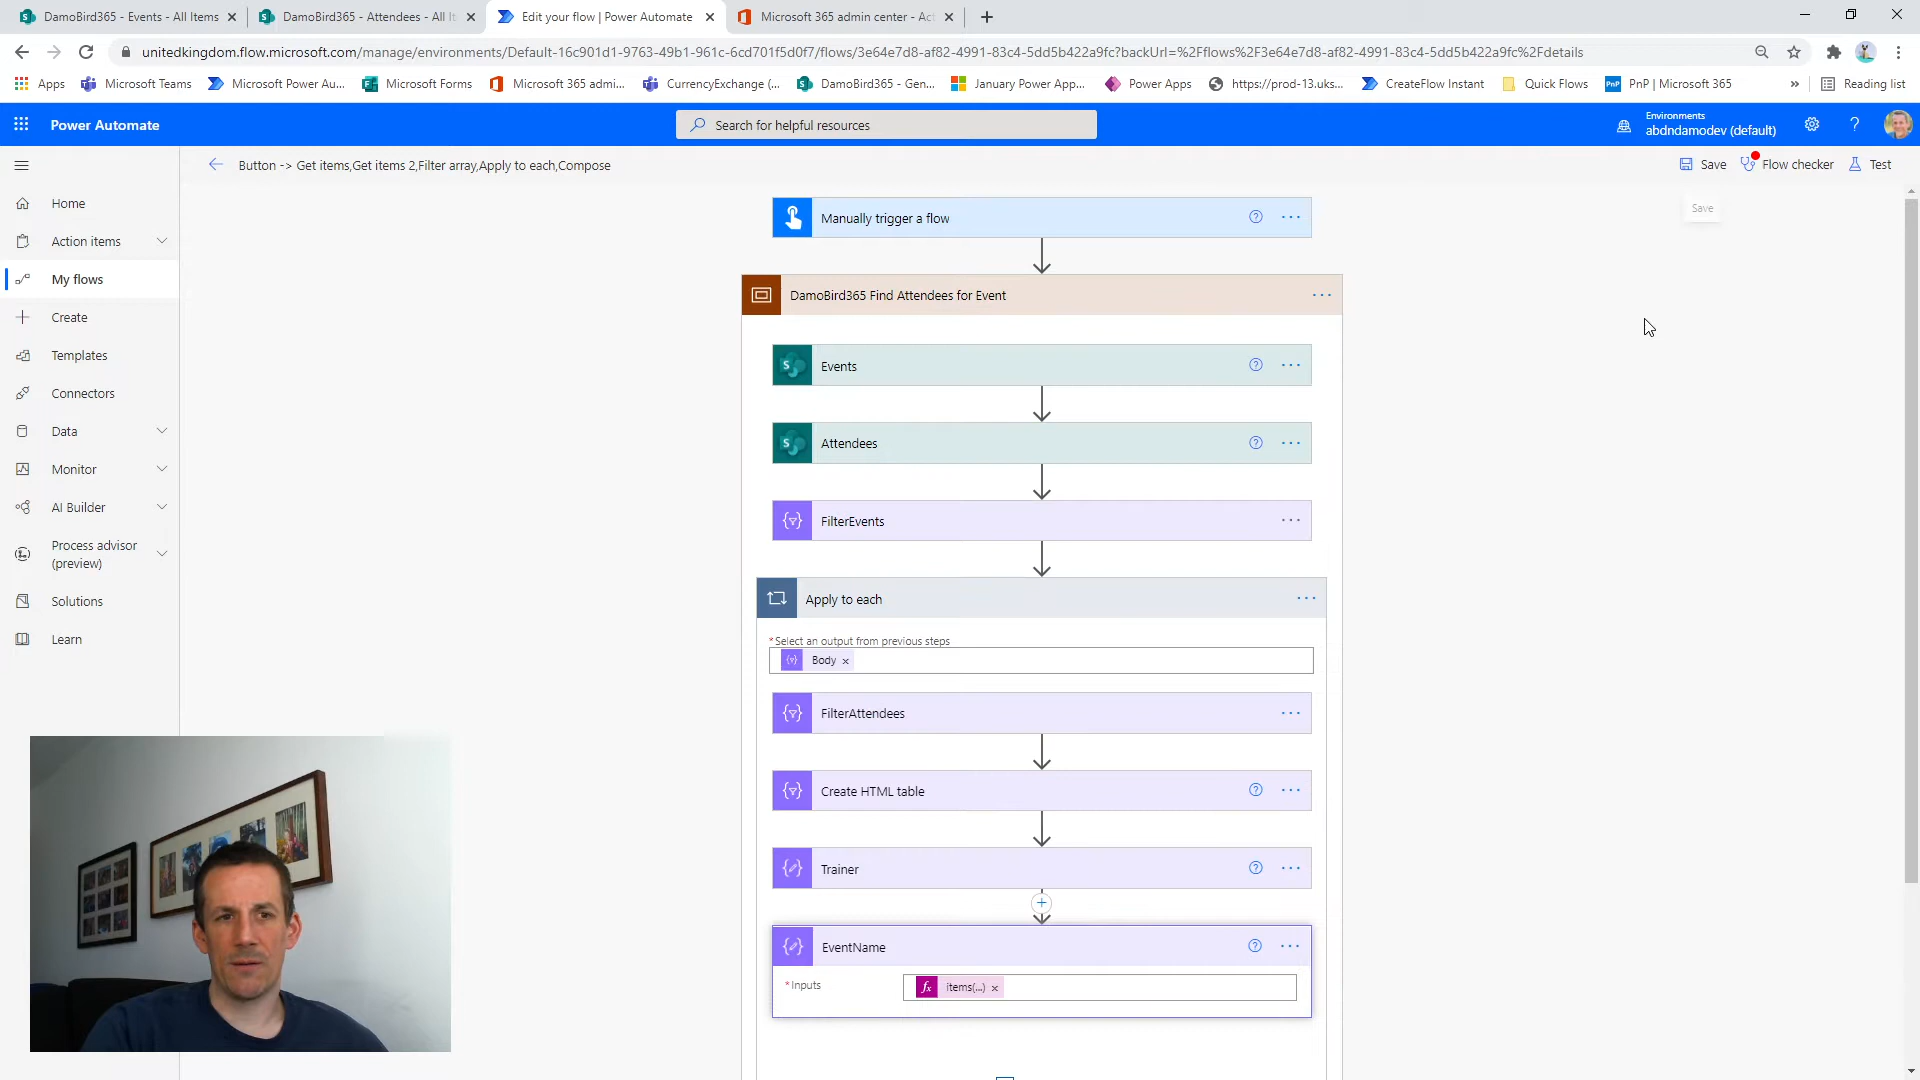 DamoBird365 - Events - All Items
DamoBird365 - Attendees - All It
Edit your flow | Power Automate
Microsoft 365 admin center - Act
unitedkingdom.flow.microsoft.com/manage/environments/Default-16c901d1-9763-49b1-961c-6cd701f5d0f7/flows/3e64e7d8-af82-4991-83c4-5dd5b422a9fc?backUrl=%2Fflows%2F3e64e7d8-af82-4991-83c4-5dd5b422a9fc%2Fdetails
Apps
Microsoft Teams
Microsoft Power Au...
Microsoft Forms
Microsoft 365 admi...
CurrencyExchange (...
DamoBird365 - Gen...
January Power App...
Power Apps
https://prod-13.uks...
CreateFlow Instant
Quick Flows
PnP | Microsoft 365
Reading list
Power Automate
Search for helpful resources
Environments
abdndamodev (default)
Button -> Get items,Get items 2,Filter array,Apply to each,Compose
Save
Flow checker
Test
Save
Home
Action items
My flows
Create
Templates
Connectors
Data
Monitor
AI Builder
Process advisor
(preview)
Solutions
Learn
Manually trigger a flow
DamoBird365 Find Attendees for Event
Events
Attendees
FilterEvents
Apply to each
*Select an output from previous steps
Body
FilterAttendees
Create HTML table
Trainer
EventName
*Inputs
fx items(...)